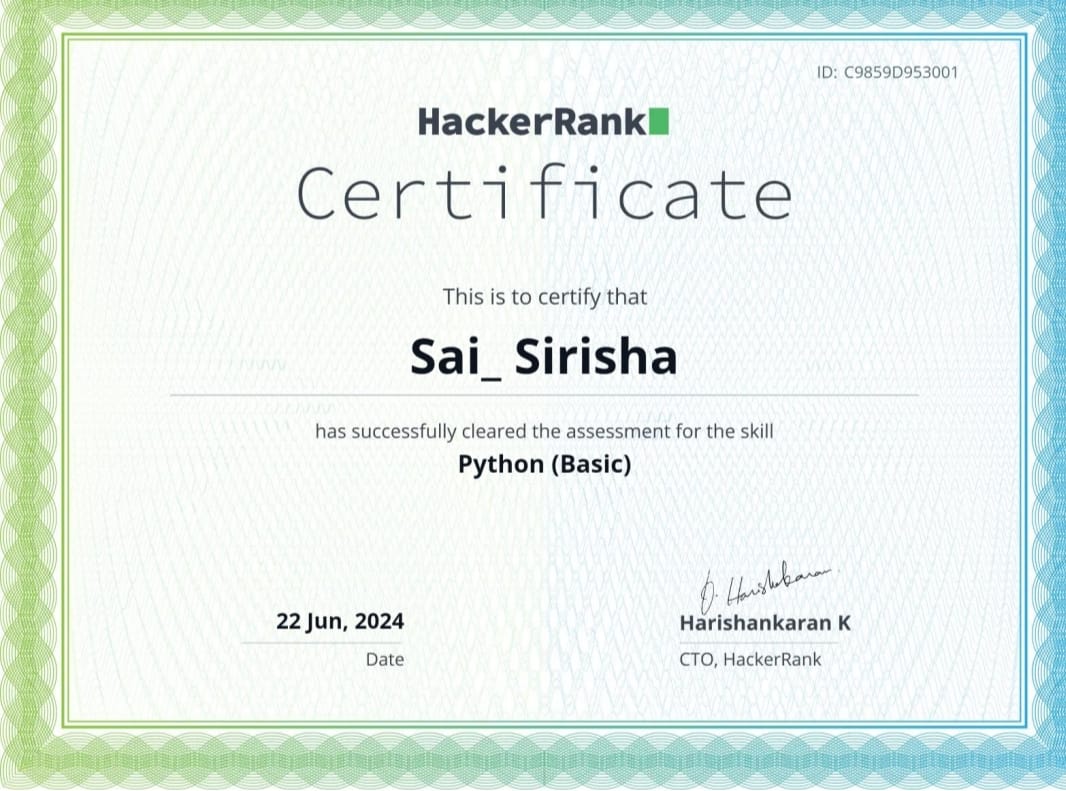 ID: C9859D953001
HackerRank
Certificate
This is to certify that
Sai_ Sirisha
has successfully cleared the assessment for the skill
Python (Basic)
22 Jun, 2024
Date
Harishankaran K
CTO, HackerRank